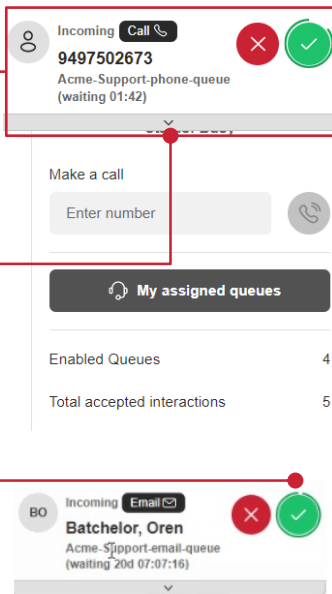 Incoming Call
9497502673
Acme-Support-phone-queue
(waiting 01:42)
Make a call
Enter number
My assigned queues
Enabled Queues 4
Total accepted interactions 5
BO
Incoming Email
Batchelor, Oren
Acme-Support-email-queue
(waiting 20d 07:07:16)